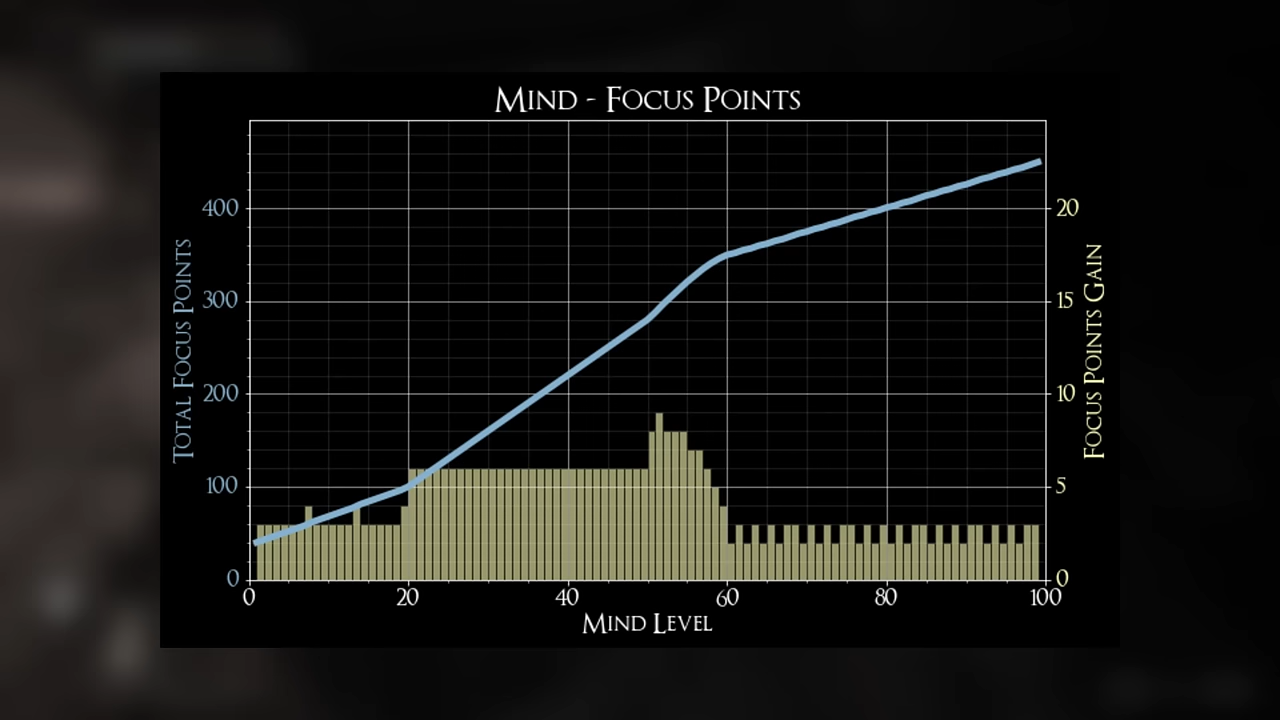 Mind - Focus Points
Total Focus Points
400
300
200
100
0
20
15
10
5
0
Focus Points Gain
0 20 40 60 80 100
Mind Level